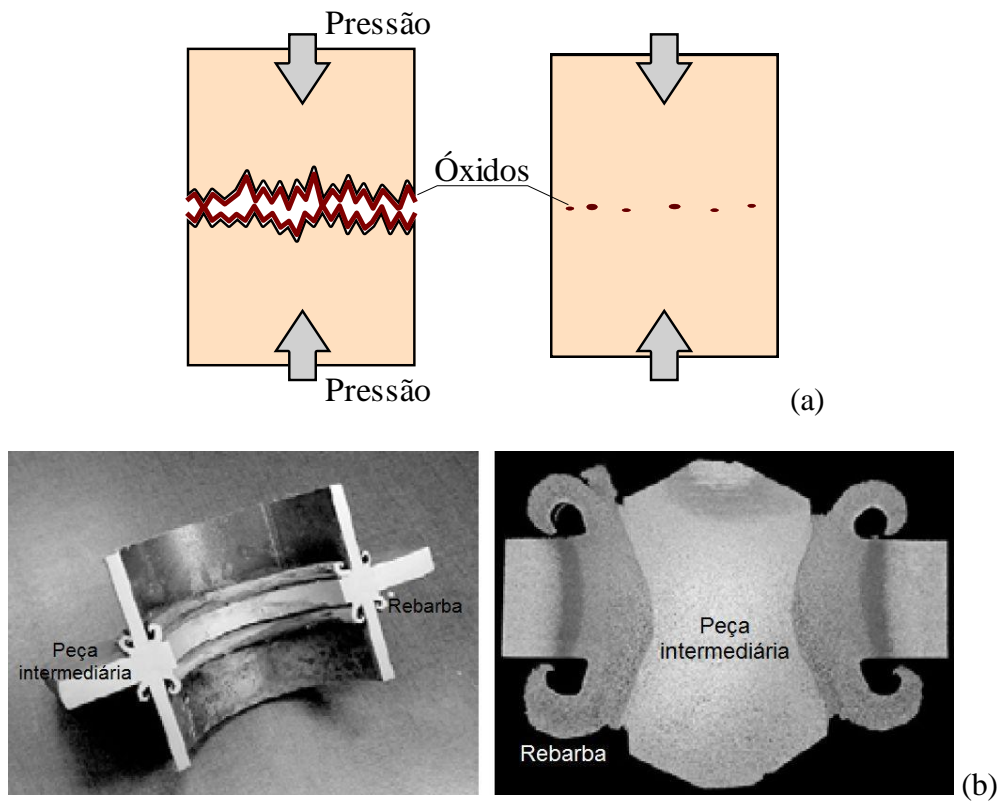 Pressão
Óxidos
Pressão
(a)
Peça
intermediária
Rebarba
Peça
intermediária
Rebarba
(b)